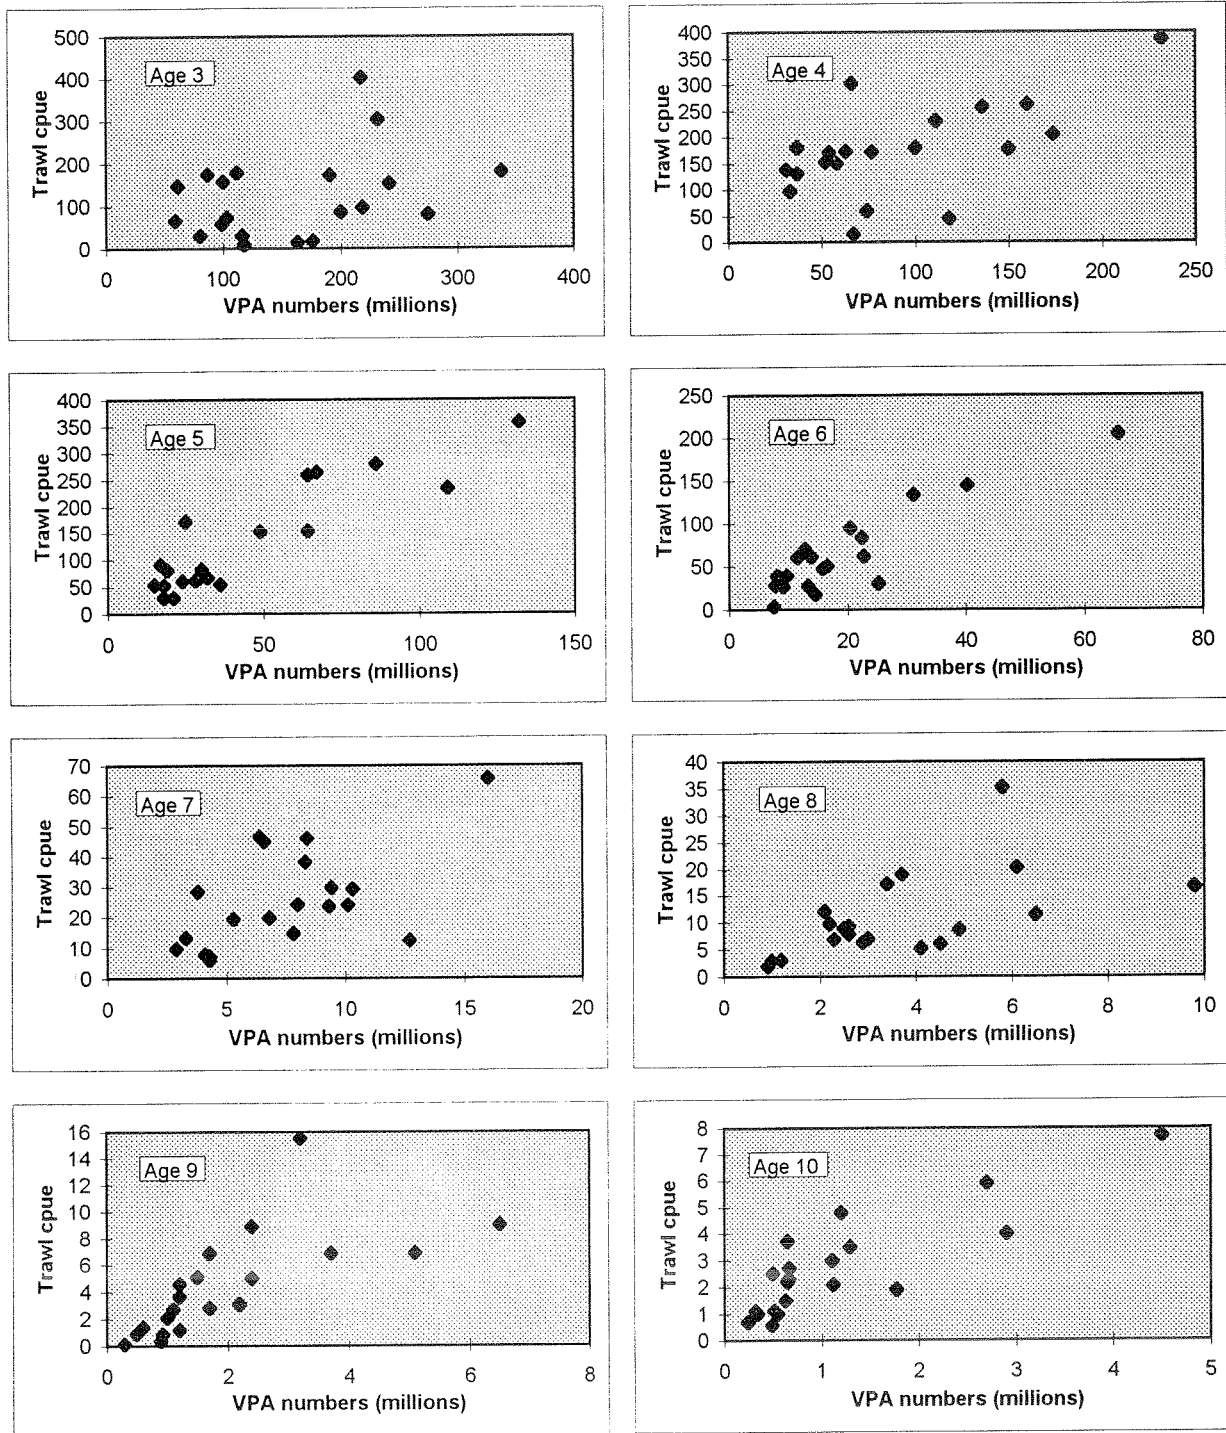 Age 3
Trawl cpue
500
400
300
200
100
0
0 100 200 300 400
VPA numbers (millions)
Age 4
Trawl cpue
400
350
300
250
200
150
100
50
0
0 50 100 150 200 250
VPA numbers (millions)
Age 5
Trawl cpue
400
350
300
250
200
150
100
50
0
0 50 100 150
VPA numbers (millions)
Age 6
Trawl cpue
250
200
150
100
50
0
0 20 40 60 80
VPA numbers (millions)
Age 7
Trawl cpue
70
60
50
40
30
20
10
0
0 5 10 15 20
VPA numbers (millions)
Age 8
Trawl cpue
40
35
30
25
20
15
10
5
0
0 2 4 6 8 10
VPA numbers (millions)
Age 9
Trawl cpue
16
14
12
10
8
6
4
2
0
0 2 4 6 8
VPA numbers (millions)
Age 10
Trawl cpue
8
7
6
5
4
3
2
1
0
0 1 2 3 4 5
VPA numbers (millions)